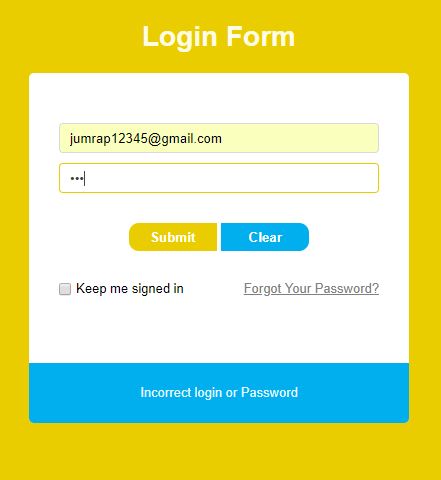 Login Form
jumrap12345@gmail.com
•••
Submit Clear
Keep me signed in Forgot Your Password?
Incorrect login or Password